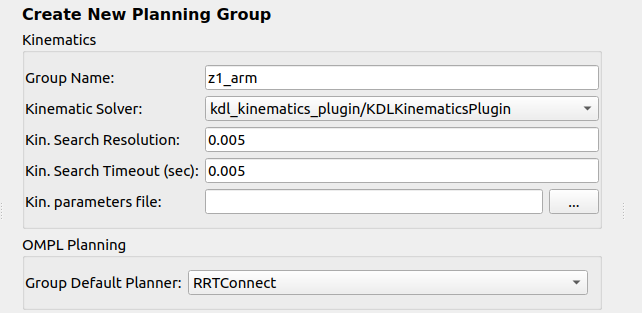 Create New Planning Group
Kinematics
Group Name: z1_arm
Kinematic Solver: kdl_kinematics_plugin/KDLKinematicsPlugin
Kin. Search Resolution: 0.005
Kin. Search Timeout (sec): 0.005
Kin. parameters file: ...
OMPL Planning
Group Default Planner: RRTConnect